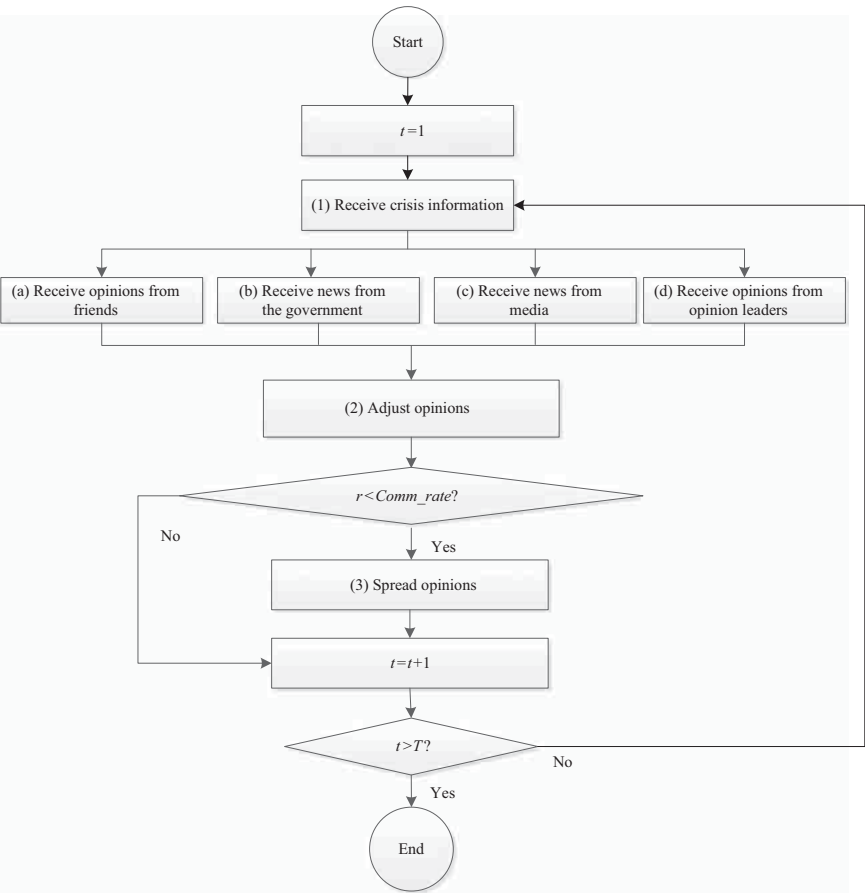 Start
t=1
(1) Receive crisis information
(a) Receive opinions from
friends
(b) Receive news from
the government
(c) Receive news from
media
(d) Receive opinions from
opinion leaders
(2) Adjust opinions
r<Comm_rate?
No
Yes
(3) Spread opinions
t=t+1
t>T?
No
Yes
End